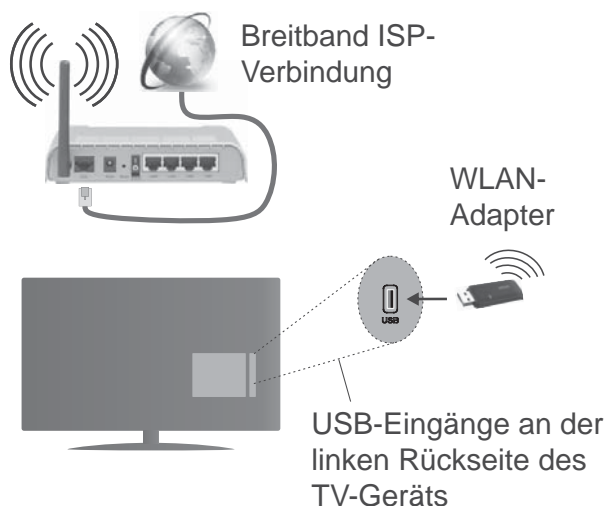 Breitband ISP-
Verbindung
WLAN-
Adapter
USB
USB-Eingänge an der
linken Rückseite des
TV-Geräts